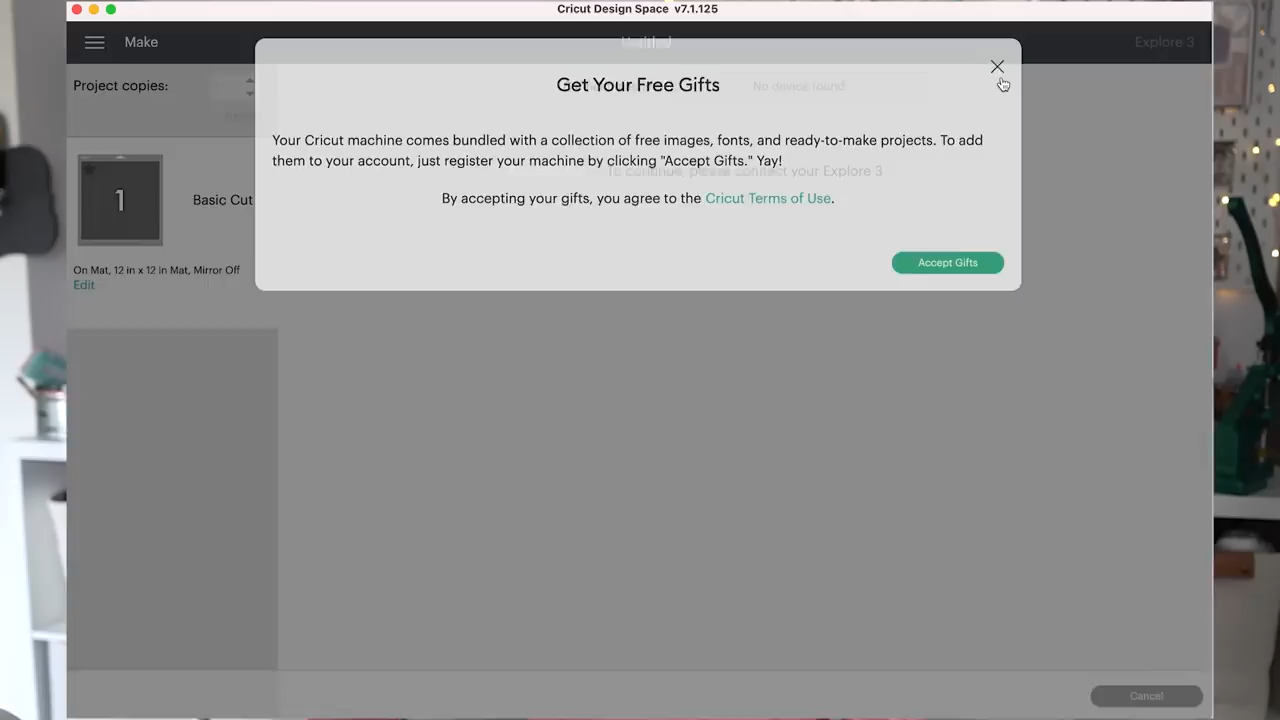 Cricut Design Space v7.1.125
Make
Untitled
Explore 3
Project copies:
Get Your Free Gifts
No device found
Your Cricut machine comes bundled with a collection of free images, fonts, and ready-to-make projects. To add
them to your account, just register your machine by clicking "Accept Gifts." Yay!
To continue, please connect your Explore 3
1
Basic Cut
By accepting your gifts, you agree to the Cricut Terms of Use.
Accept Gifts
On Mat, 12 in x 12 in Mat, Mirror Off
Edit
Cancel